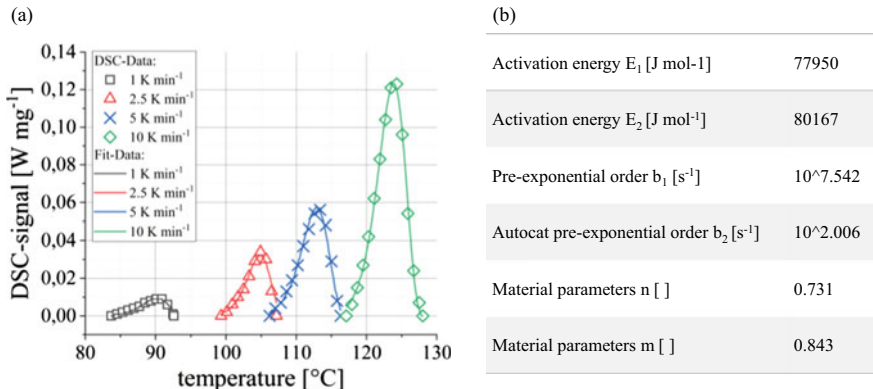 (a)
(b)
0,14
0,12
0,10
0,08
0,06
0,04
0,02
0,00
DSC-signal [W mg⁻¹]
DSC-Data:
1 K min⁻¹
2.5 K min⁻¹
5 K min⁻¹
10 K min⁻¹
Fit-Data:
1 K min⁻¹
2.5 K min⁻¹
5 K min⁻¹
10 K min⁻¹
80 90 100 110 120 130
temperature [°C]
Activation energy E₁ [J mol-1] 77950
Activation energy E₂ [J mol⁻¹] 80167
Pre-exponential order b₁ [s⁻¹] 10^7.542
Autocat pre-exponential order b₂ [s⁻¹] 10^2.006
Material parameters n [ ] 0.731
Material parameters m [ ] 0.843